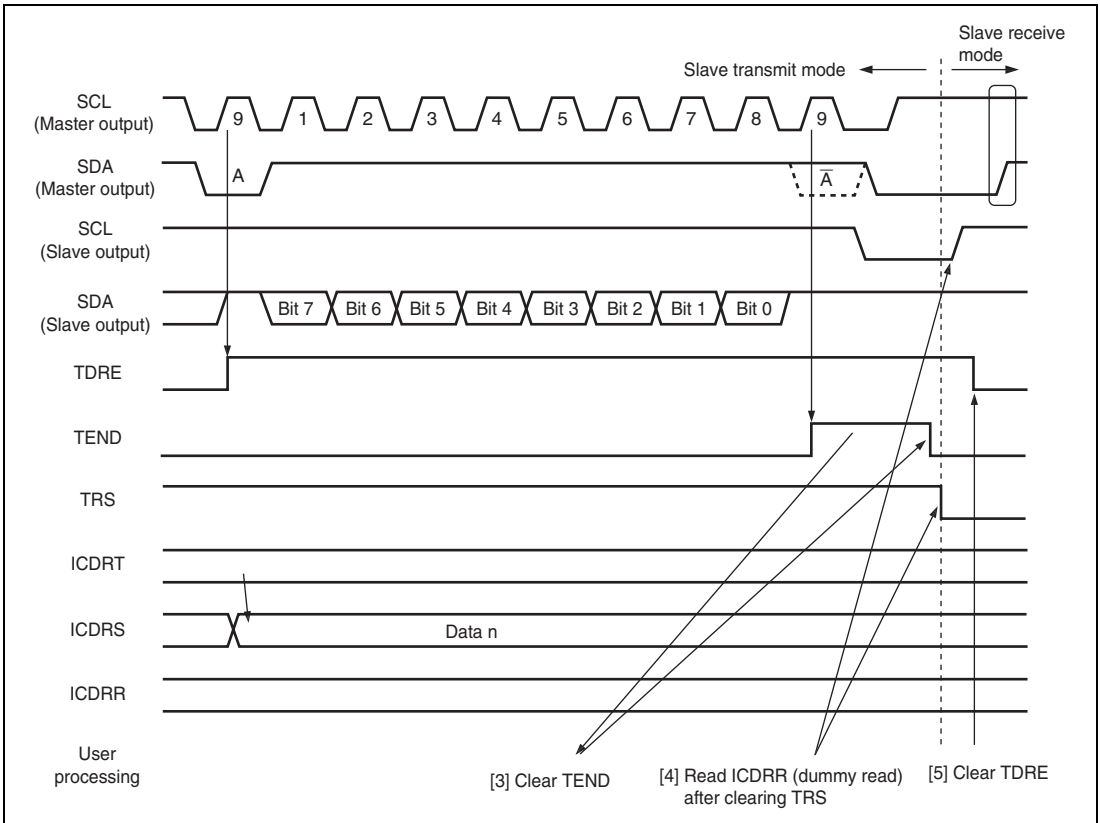 Slave receive
mode
Slave transmit mode
SCL
(Master output)
9 1 2 3 4 5 6 7 8 9
SDA
(Master output)
A A̅
SCL
(Slave output)
SDA
(Slave output)
Bit 7 Bit 6 Bit 5 Bit 4 Bit 3 Bit 2 Bit 1 Bit 0
TDRE
TEND
TRS
ICDRT
ICDRS
Data n
ICDRR
User
processing
[3] Clear TEND
[4] Read ICDRR (dummy read)
after clearing TRS
[5] Clear TDRE